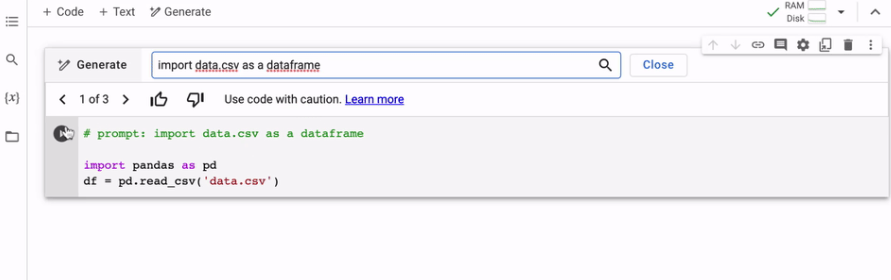 + Code + Text Generate
RAM
Disk
Generate import data.csv as a dataframe Close
1 of 3 Use code with caution. Learn more
{x}
# prompt: import data.csv as a dataframe
import pandas as pd
df = pd.read_csv('data.csv')